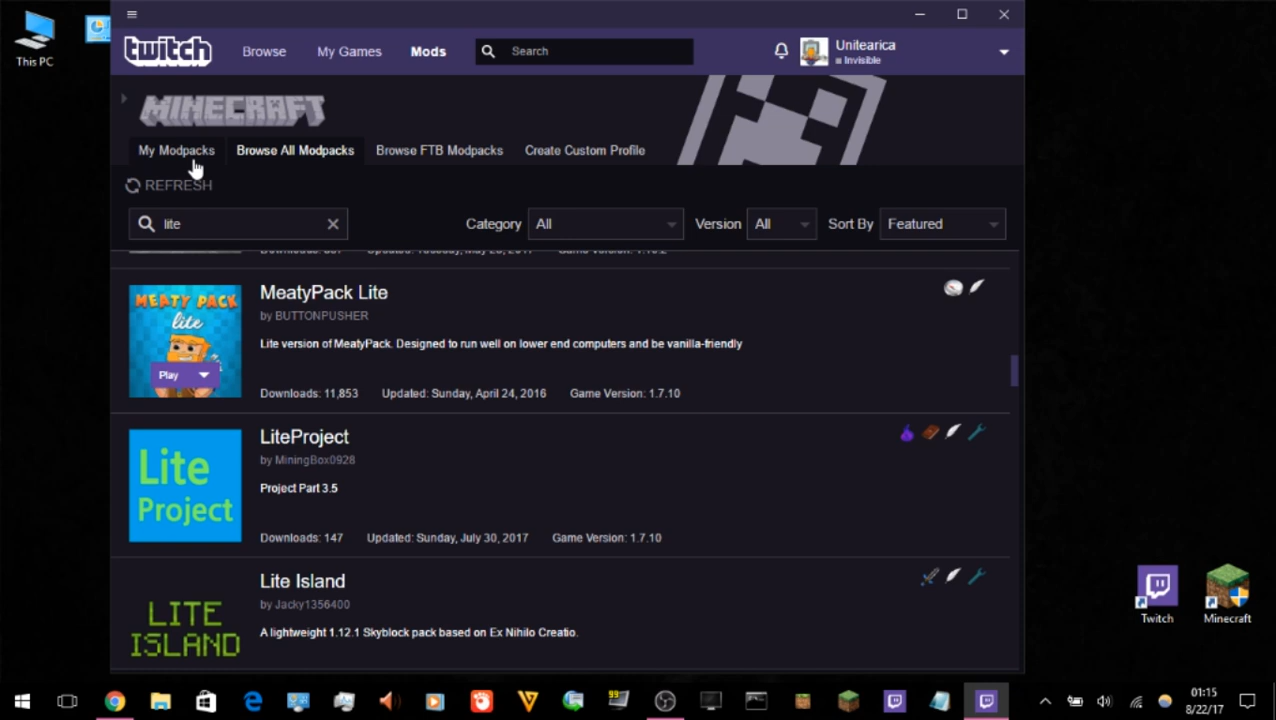 This PC
twitch
Browse
My Games
Mods
Search
Unilearica
Invisible
MINECRAFT
My Modpacks
Browse All Modpacks
Browse FTB Modpacks
Create Custom Profile
REFRESH
lite
Category
All
Version
All
Sort By
Featured
MEATY PACK
lite
Play
MeatyPack Lite
by BUTTONPUSHER
Lite version of MeatyPack. Designed to run well on lower end computers and be vanilla-friendly
Downloads: 11,853 Updated: Sunday, April 24, 2016 Game Version: 1.7.10
Lite
Project
LiteProject
by MiningBox0928
Project Part 3.5
Downloads: 147 Updated: Sunday, July 30, 2017 Game Version: 1.7.10
LITE
ISLAND
Lite Island
by Jacky1356400
A lightweight 1.12.1 Skyblock pack based on Ex Nihilo Creatio.
Twitch
Minecraft
99
01:15
8/22/17